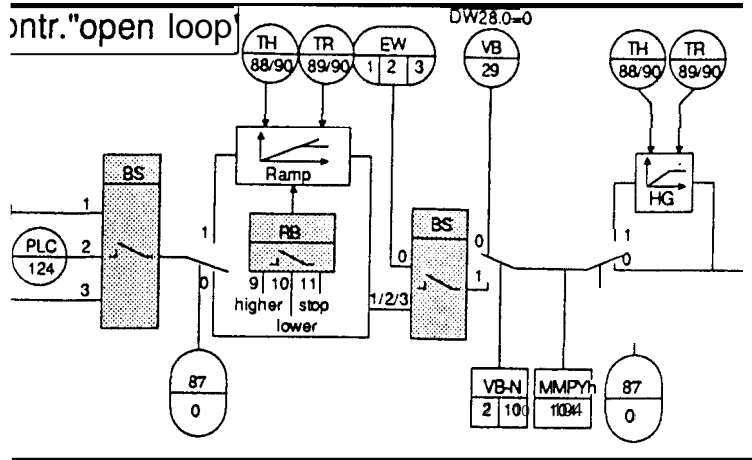 ontr."open loop"
DW28.0=0
TH
88/90
TR
89/90
EW
1 2 3
VB
29
TH
88/90
TR
89/90
Ramp
HG
BS
1
PLC
124
2
3
1
0
RB
9 10 11
higher stop
lower
0
1/2/3
BS
0
1
1
0
87
0
VB-N
2 10
MMPYh
87
0